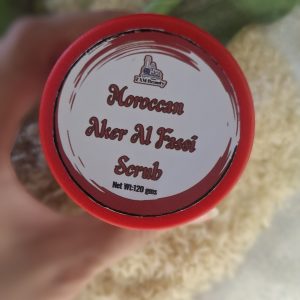 Moroccan
Aker Al Fassi
Scrub
Net Wt:120 gms